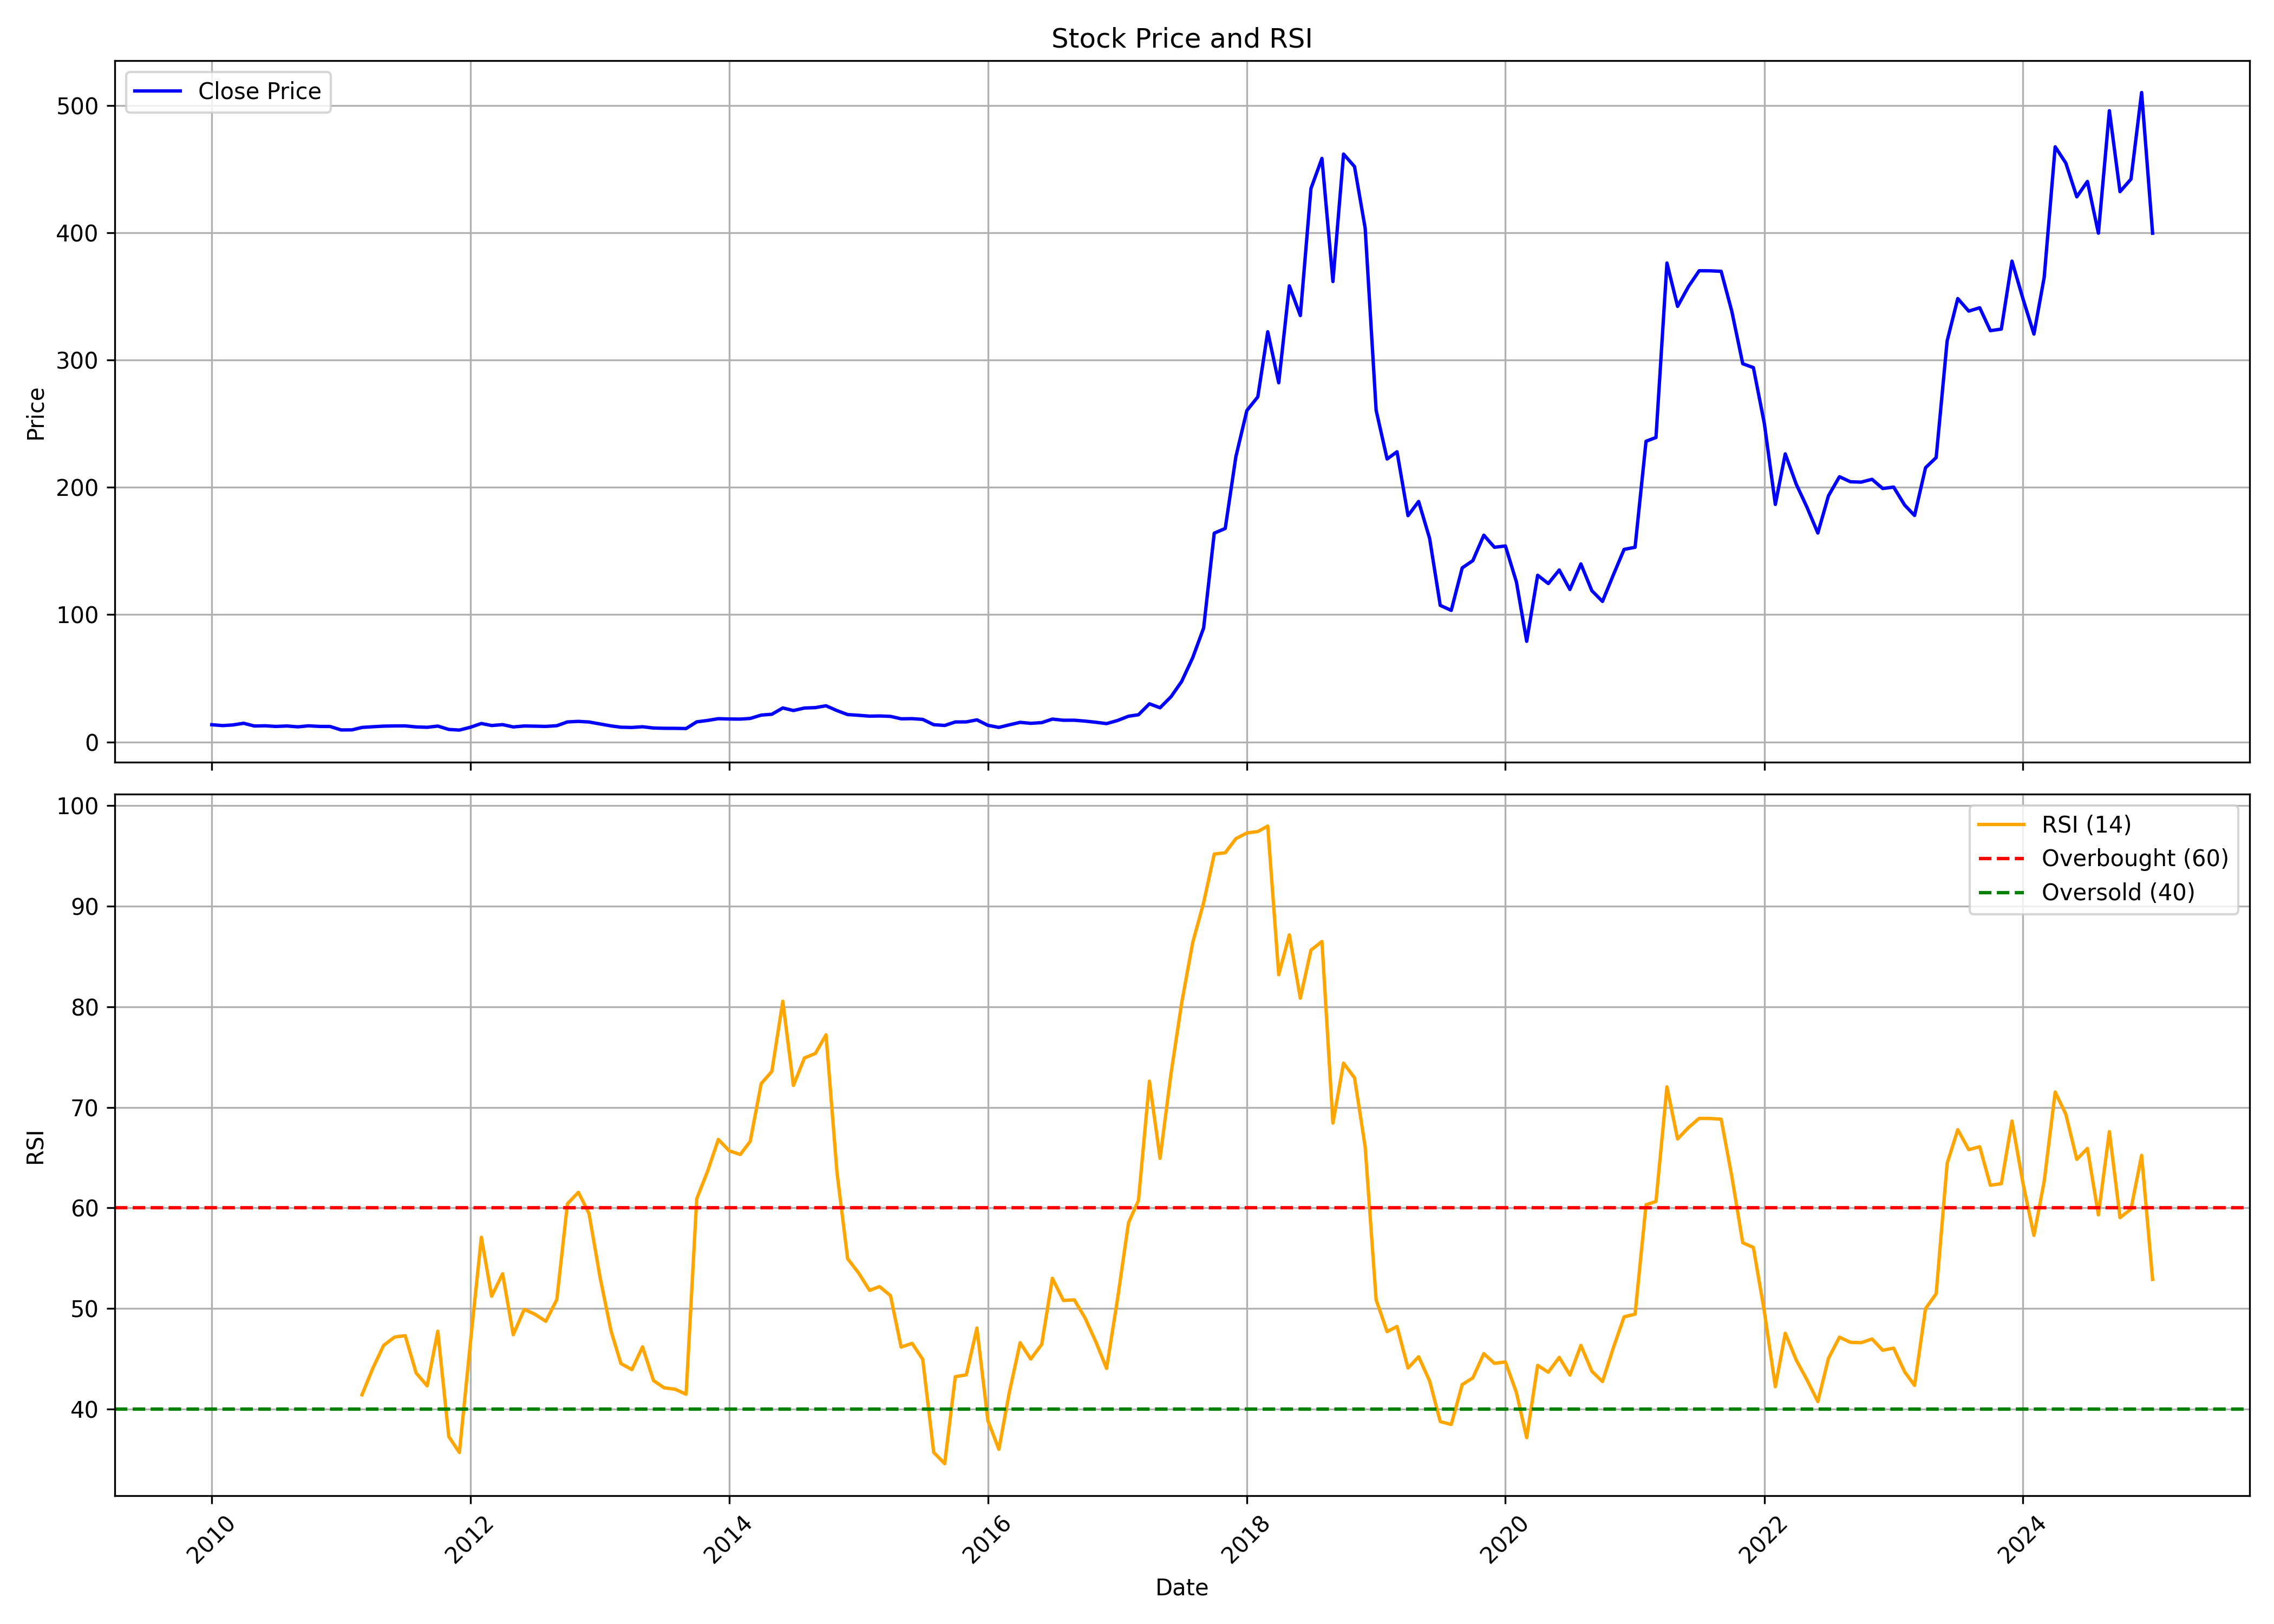 Stock Price and RSI
Close Price
500
400
300
200
100
0
Price
100
90
80
70
60
50
40
RSI
RSI (14)
Overbought (60)
Oversold (40)
2010
2012
2014
2016
2018
2020
2022
2024
Date